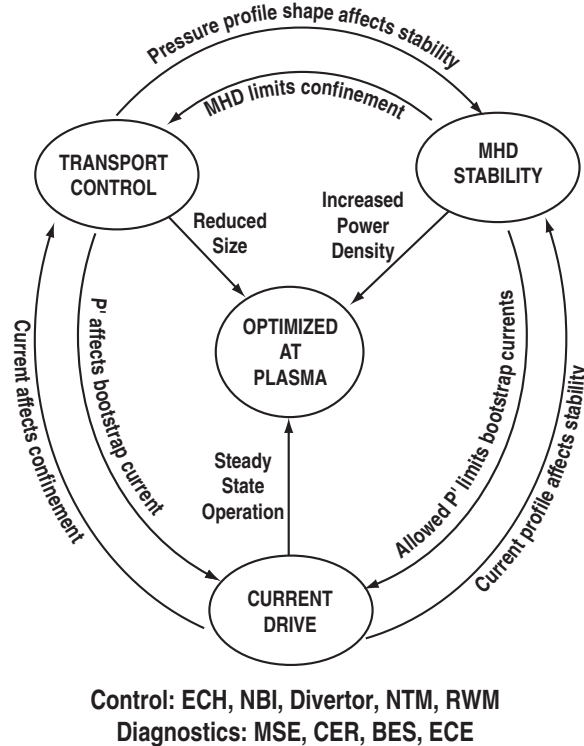 Pressure profile shape affects stability
MHD limits confinement
TRANSPORT
CONTROL
MHD
STABILITY
Reduced
Size
Increased
Power
Density
OPTIMIZED
AT
PLASMA
Current affects confinement
P' affects bootstrap current
Steady
State
Operation
Allowed P' limits bootstrap currents
Current profile affects stability
CURRENT
DRIVE
Control: ECH, NBI, Divertor, NTM, RWM
Diagnostics: MSE, CER, BES, ECE